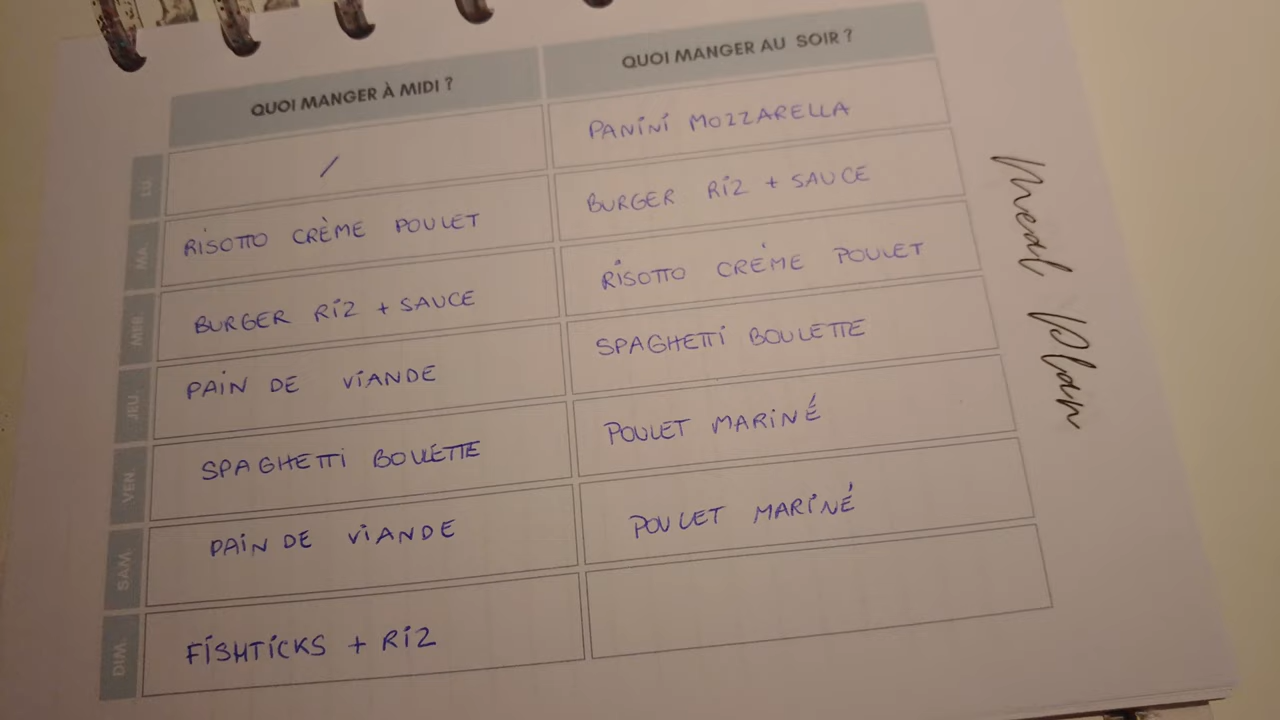 QUOI MANGER À MIDI ?
QUOI MANGER AU SOIR ?
LU.
/
PANINI MOZZARELLA
MA.
RISOTTO CRÈME POULET
BURGER RIZ + SAUCE
MER.
BURGER RIZ + SAUCE
RISOTTO CRÉME POULET
JEU.
PAIN DE VIANDE
SPAGHETTI BOULETTE
VEN.
SPAGHETTI BOULETTE
POULET MARINÉ
SAM.
PAIN DE VIANDE
POULET MARINÉ
DIM.
FISHTICKS + RIZ
Meal Plan